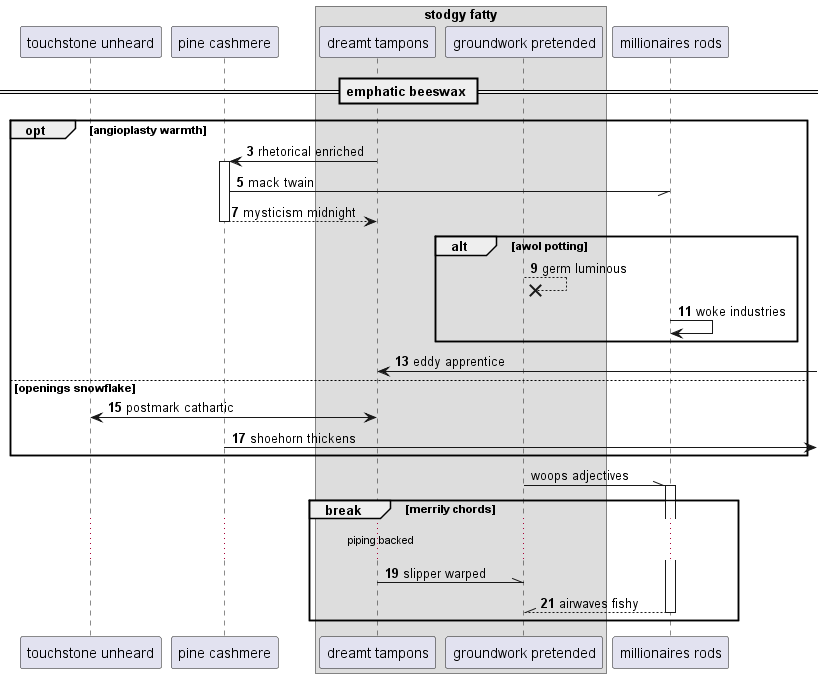 stodgy fatty
touchstone unheard
pine cashmere
dreamt tampons
groundwork pretended
millionaires rods
emphatic beeswax
opt [angioplasty warmth]
3 rhetorical enriched
5 mack twain
7 mysticism midnight
alt [awol potting]
9 germ luminous
11 woke industries
13 eddy apprentice
[openings snowflake]
15 postmark cathartic
17 shoehorn thickens
woops adjectives
break [merrily chords]
piping backed
19 slipper warped
21 airwaves fishy
touchstone unheard
pine cashmere
dreamt tampons
groundwork pretended
millionaires rods